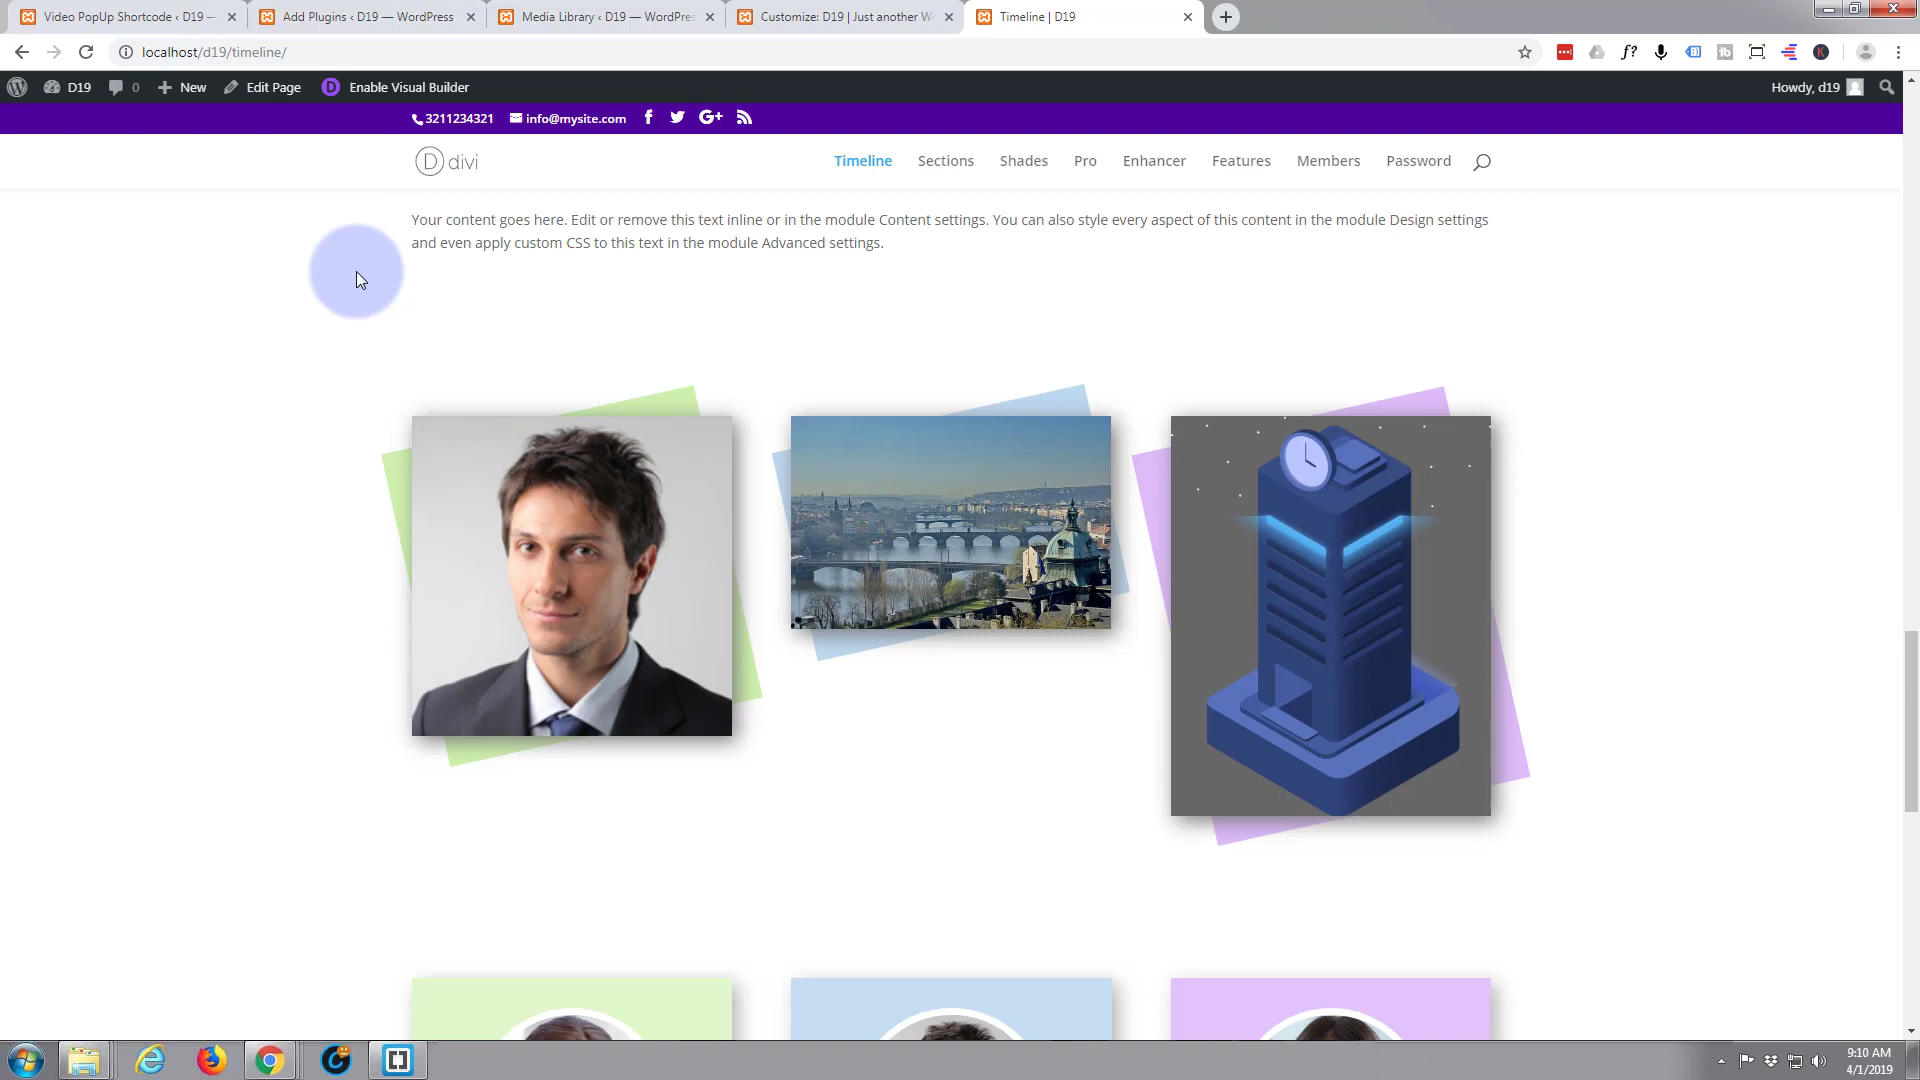 Video PopUp Shortcode ‹ D19 —
Add Plugins ‹ D19 — WordPress
Media Library ‹ D19 — WordPres
Customize: D19 | Just another W
Timeline | D19
localhost/d19/timeline/
D19
0
New
Edit Page
Enable Visual Builder
Howdy, d19
3211234321
info@mysite.com
D divi
Timeline
Sections
Shades
Pro
Enhancer
Features
Members
Password
Your content goes here. Edit or remove this text inline or in the module Content settings. You can also style every aspect of this content in the module Design settings
and even apply custom CSS to this text in the module Advanced settings.
9:10 AM
4/1/2019